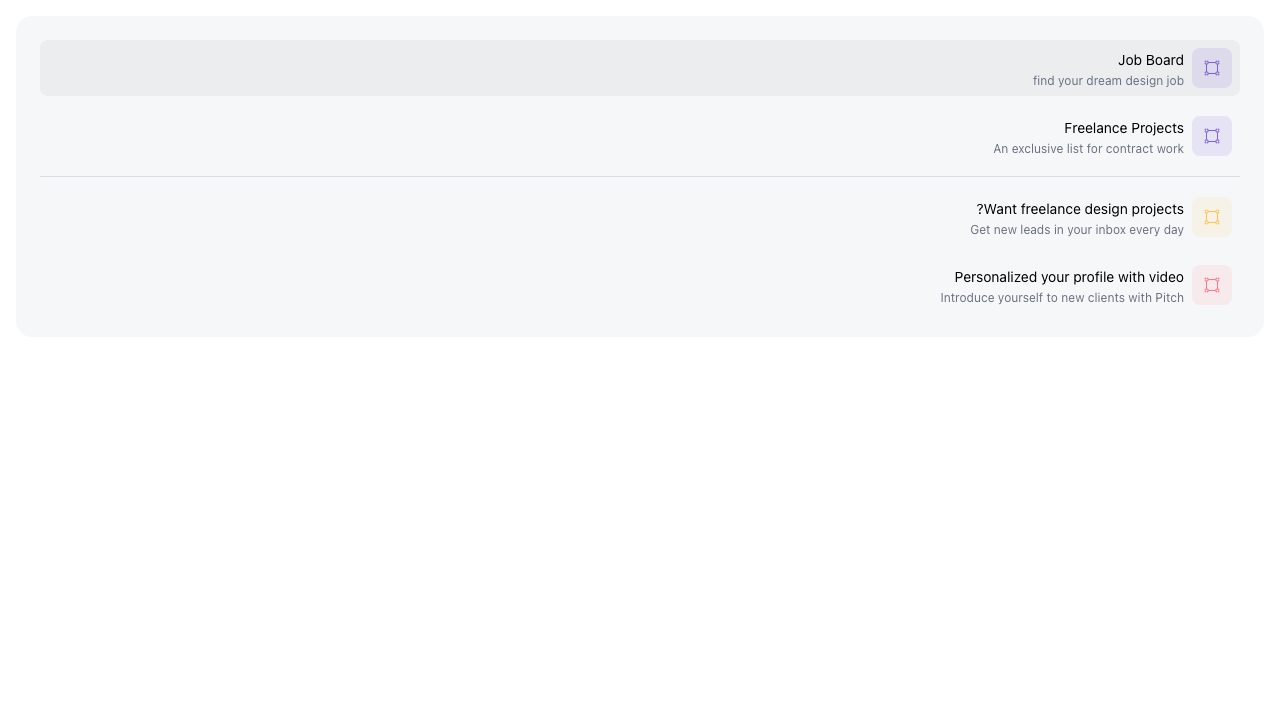 Job Board
find your dream design job
Freelance Projects
An exclusive list for contract work
?Want freelance design projects
Get new leads in your inbox every day
Personalized your profile with video
Introduce yourself to new clients with Pitch